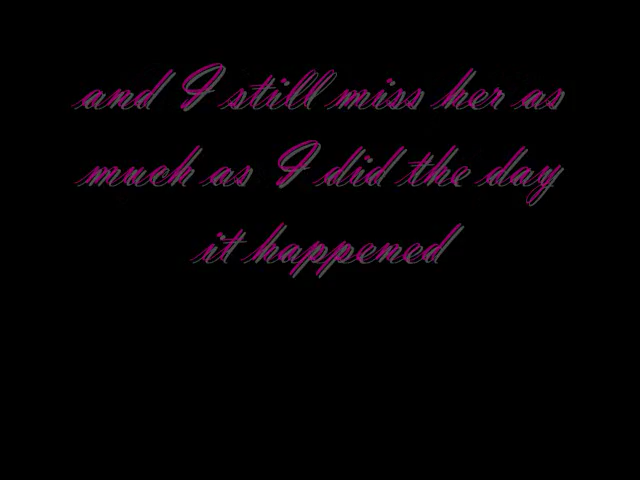 and I still miss her as
much as I did the day
it happened